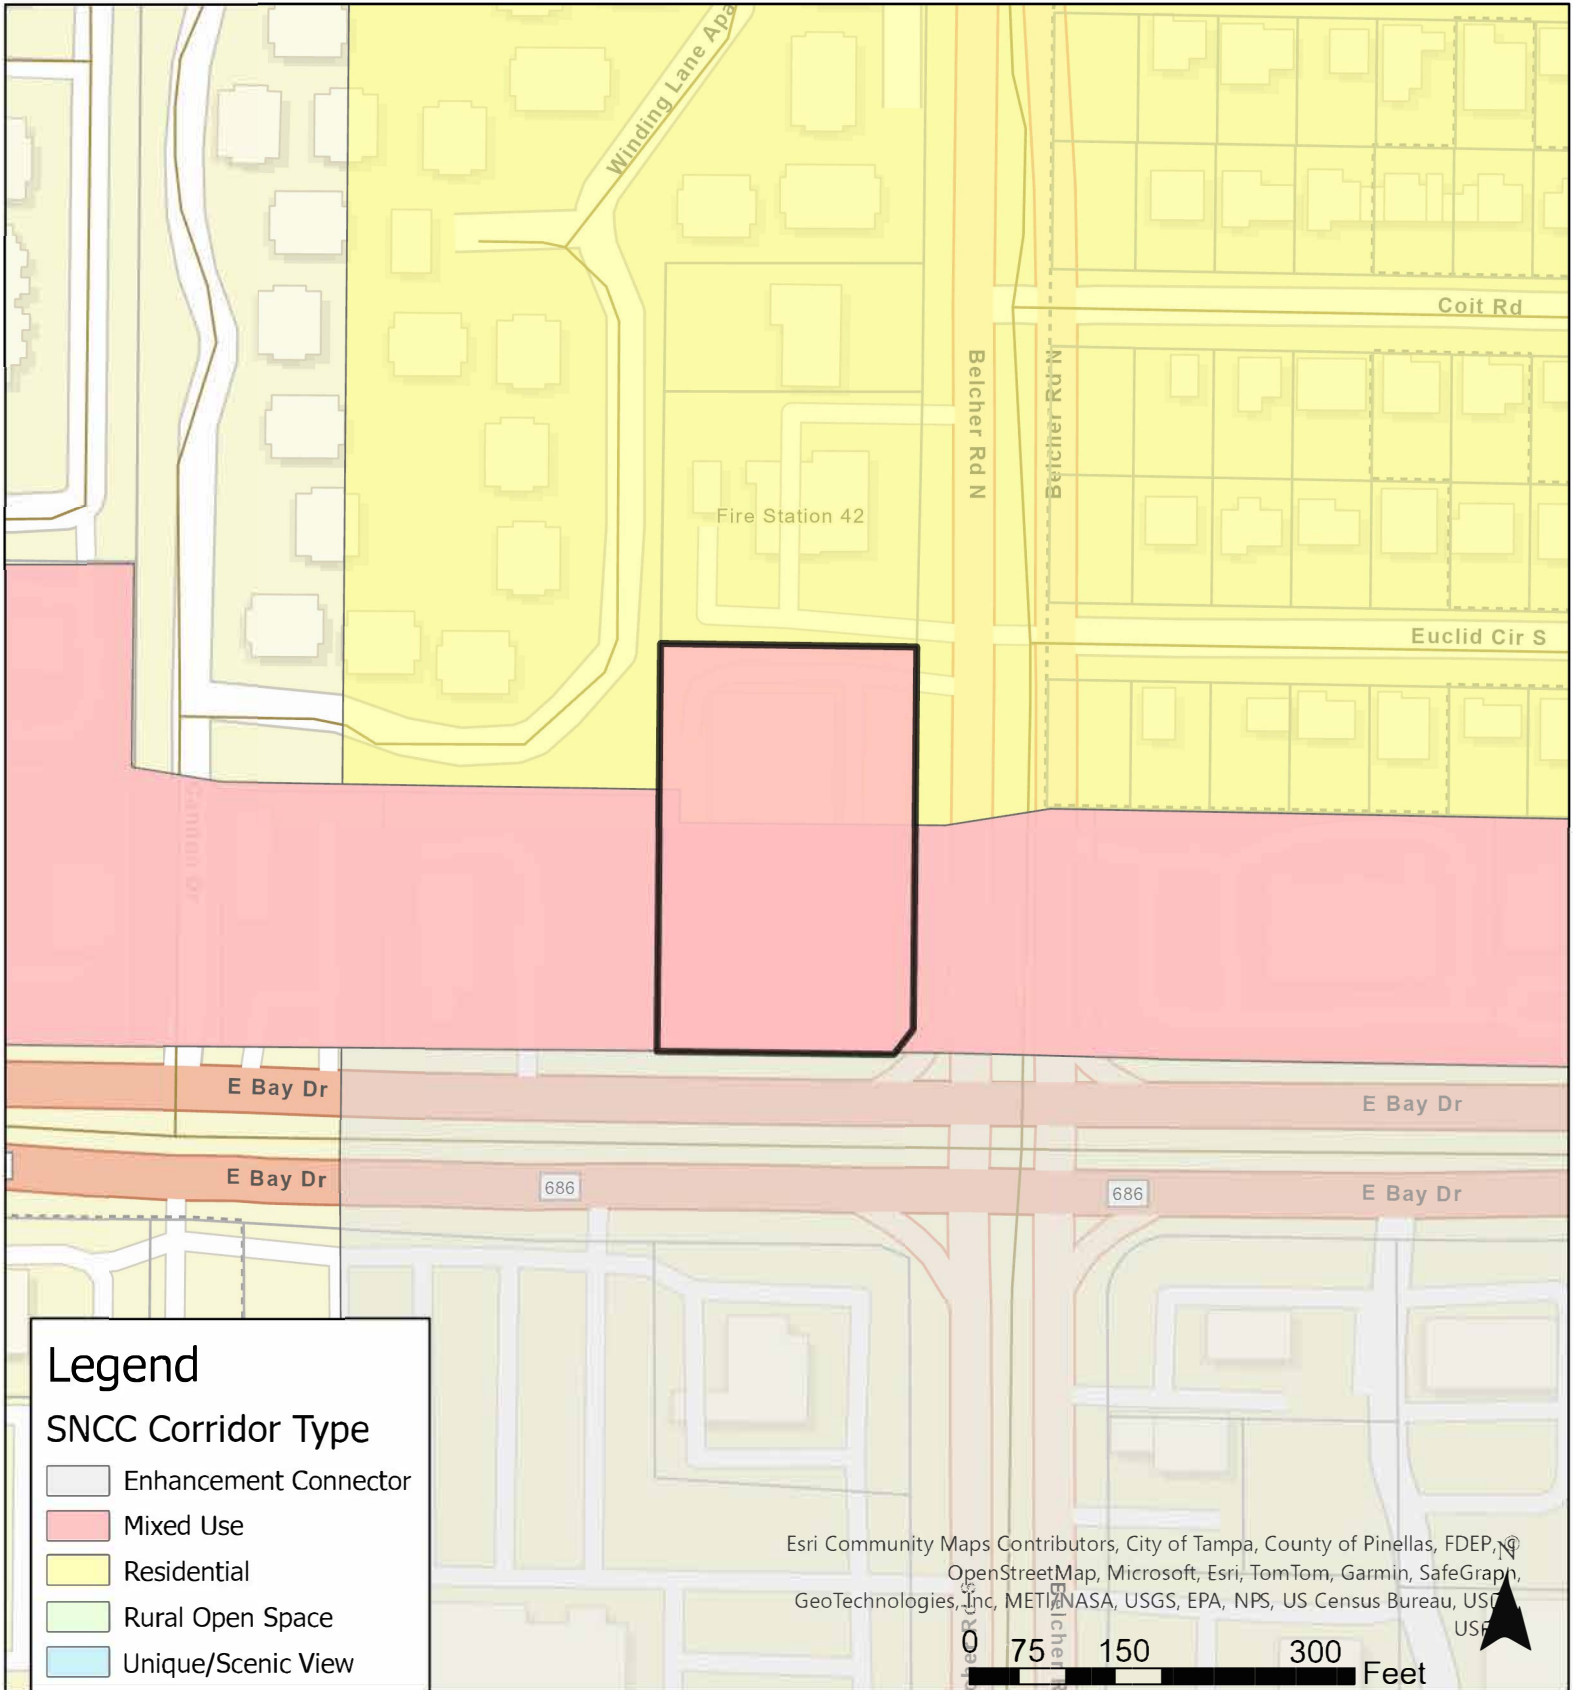 Winding Lane Apa
Coit Rd
Belcher Rd N
Belcher Rd N
Fire Station 42
Euclid Cir S
E Bay Dr
E Bay Dr
E Bay Dr
686
686
E Bay Dr
Legend
SNCC Corridor Type
Enhancement Connector
Mixed Use
Residential
Rural Open Space
Unique/Scenic View
Esri Community Maps Contributors, City of Tampa, County of Pinellas, FDEP, ©
OpenStreetMap, Microsoft, Esri, TomTom, Garmin, SafeGraph,
GeoTechnologies, Inc, METI/NASA, USGS, EPA, NPS, US Census Bureau,
N
Belcher R
0 75 150 300
Feet